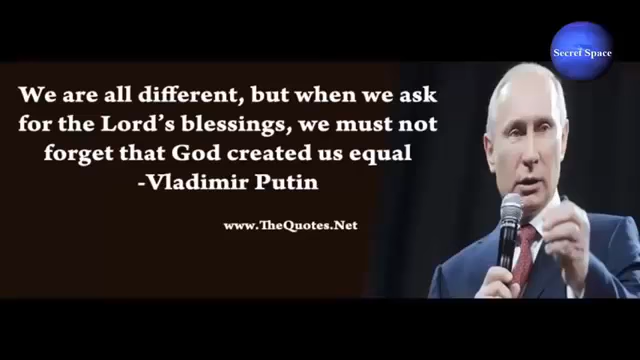 Secret Space
We are all different, but when we ask
for the Lord's blessings, we must not
forget that God created us equal
-Vladimir Putin
www.TheQuotes.Net